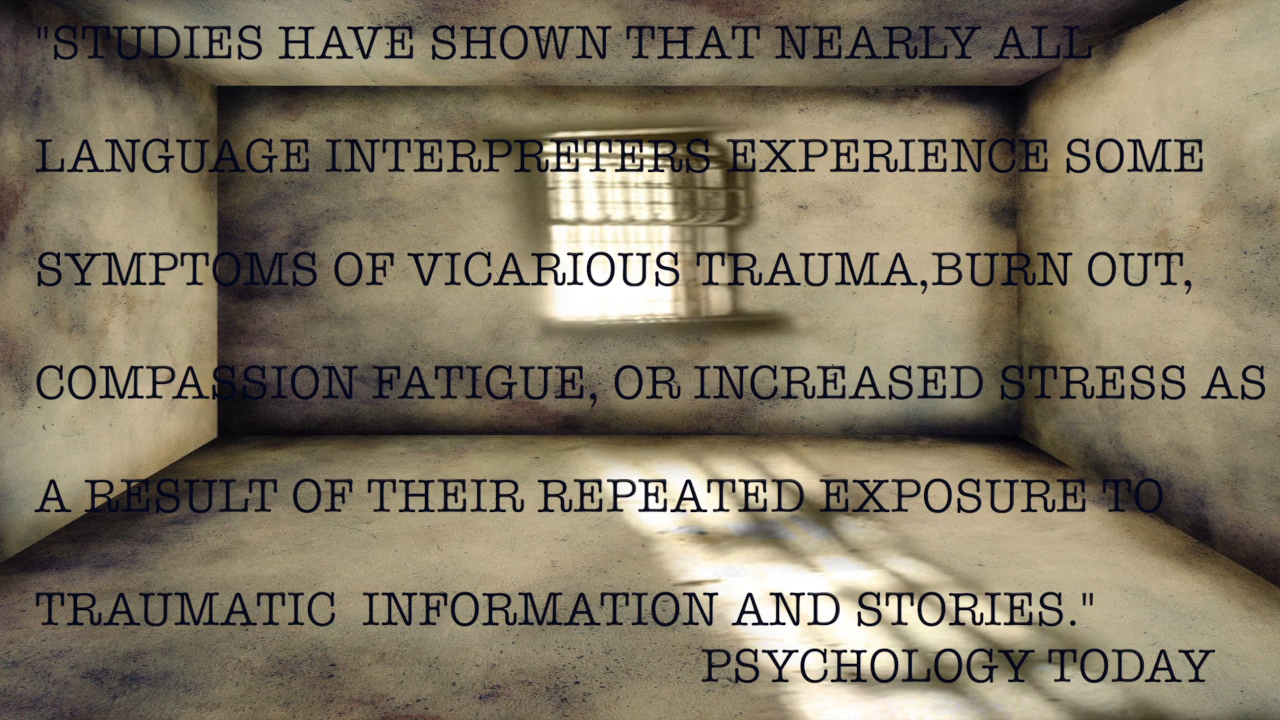 "STUDIES HAVE SHOWN THAT NEARLY ALL
LANGUAGE INTERPRETERS EXPERIENCE SOME
SYMPTOMS OF VICARIOUS TRAUMA,BURN OUT,
COMPASSION FATIGUE, OR INCREASED STRESS AS
A RESULT OF THEIR REPEATED EXPOSURE TO
TRAUMATIC  INFORMATION AND STORIES."
PSYCHOLOGY TODAY